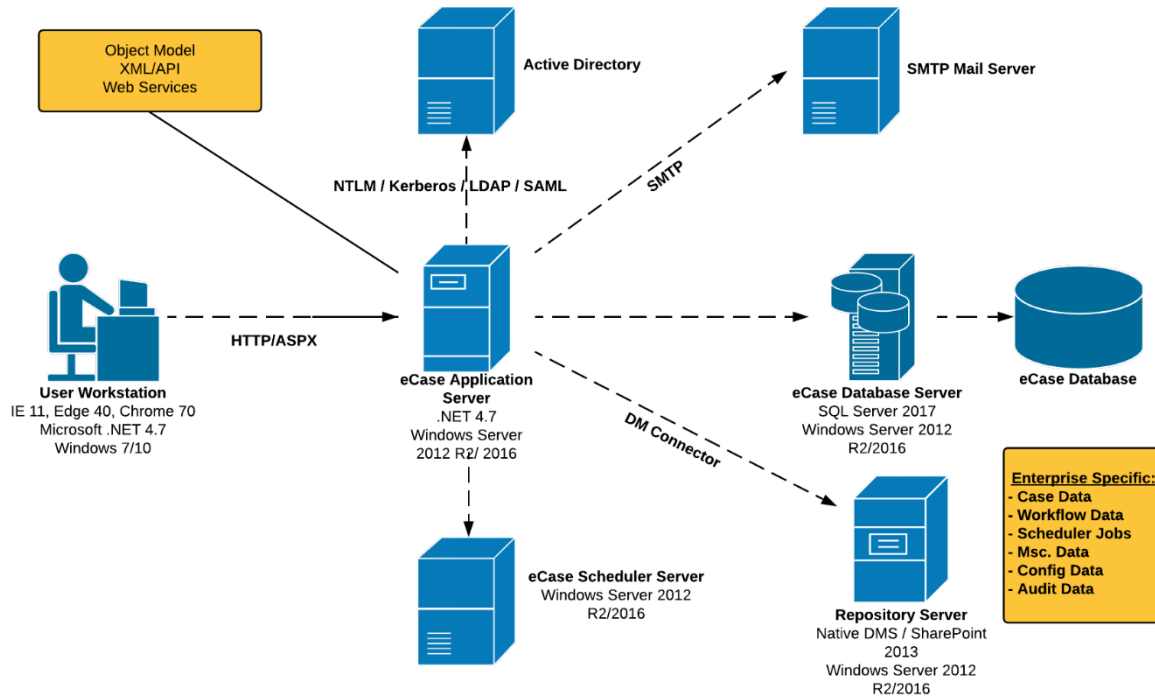 Object Model
XML/API
Web Services
Active Directory
SMTP Mail Server
NTLM / Kerberos / LDAP / SAML
SMTP
HTTP/ASPX
User Workstation
IE 11, Edge 40, Chrome 70
Microsoft .NET 4.7
Windows 7/10
eCase Application
Server
.NET 4.7
Windows Server
2012 R2/ 2016
eCase Database Server
SQL Server 2017
Windows Server 2012
R2/2016
eCase Database
DM Connector
eCase Scheduler Server
Windows Server 2012
R2/2016
Repository Server
Native DMS / SharePoint
2013
Windows Server 2012
R2/2016
Enterprise Specific:
- Case Data
- Workflow Data
- Scheduler Jobs
- Msc. Data
- Config Data
- Audit Data